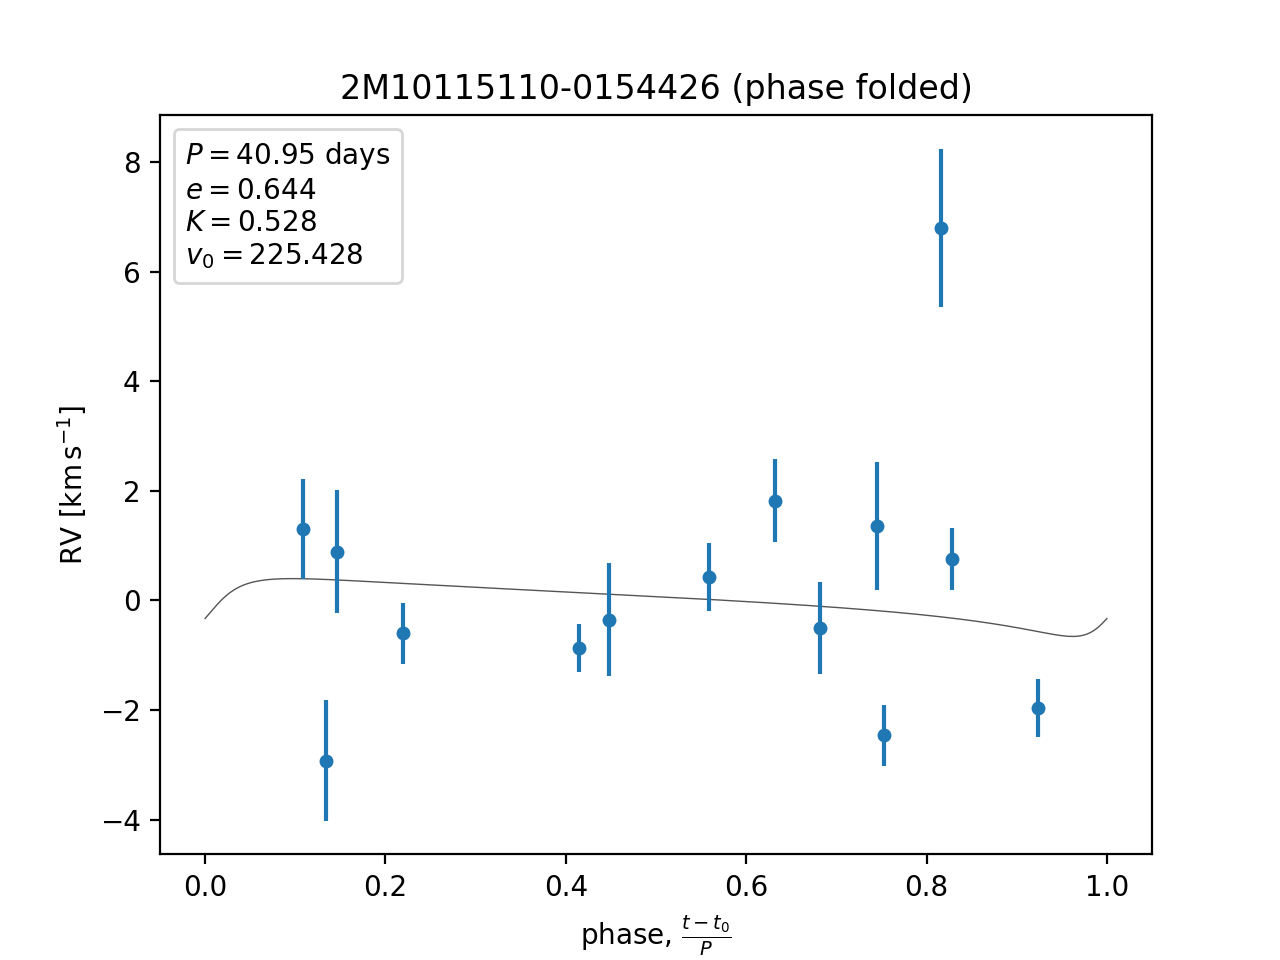 2M10115110-0154426 (phase folded)
P = 40.95 days
e = 0.644
K = 0.528
v₀ = 225.428
8
6
4
2
0
−2
−4
RV [km s⁻¹]
0.0 0.2 0.4 0.6 0.8 1.0
phase, (t − t₀)/P